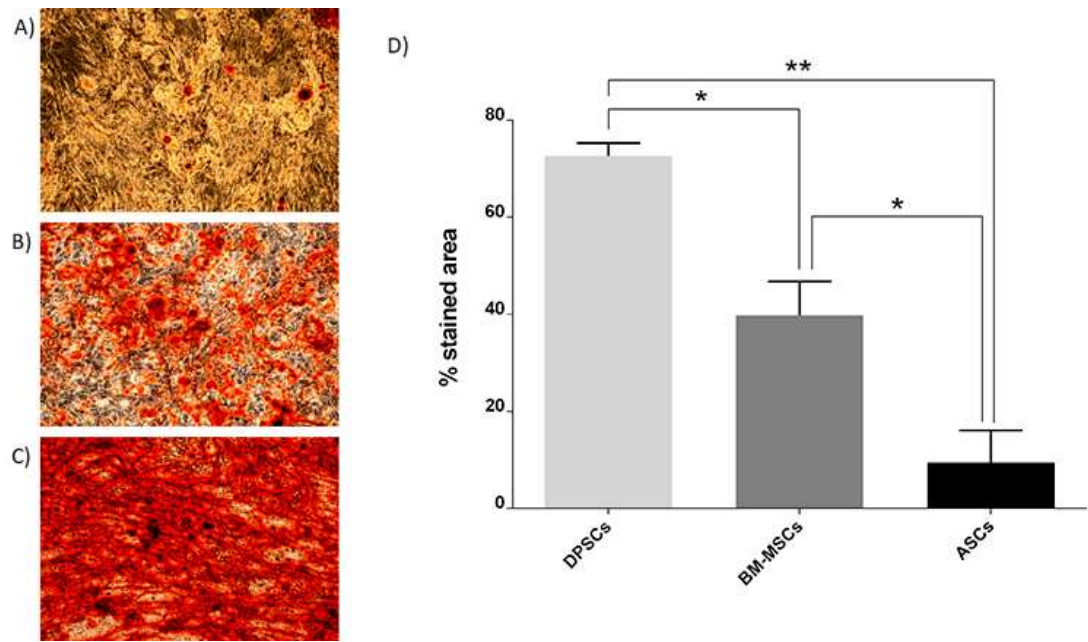 A)
B)
C)
D)
**
*
*
80
60
40
20
0
% stained area
DPSCs
BM-MSCs
ASCs